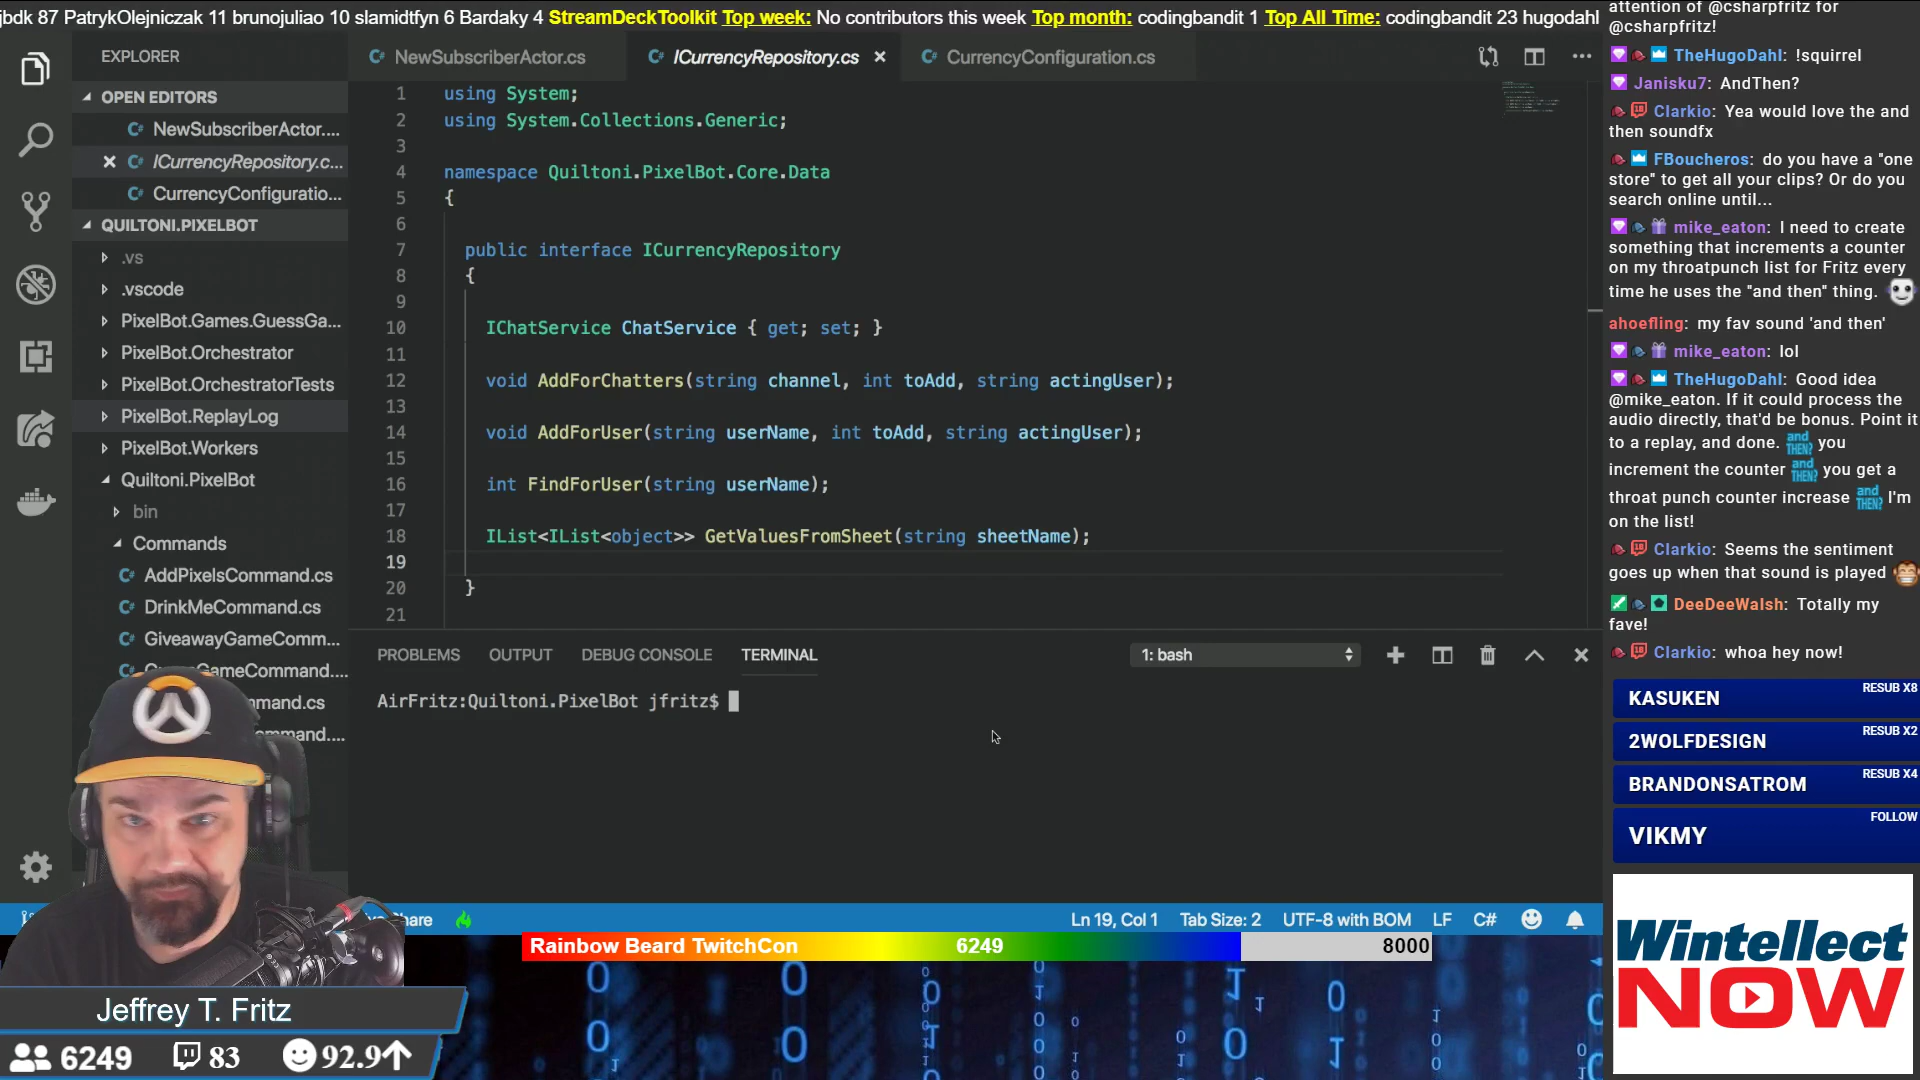 jbdk 87 PatrykOlejniczak 11 brunojuliao 10 slamidtfyn 6 Bardaky 4 StreamDeckToolkit Top week: No contributors this week Top month: codingbandit 1 Top All Time: codingbandit 23 hugodahl
EXPLORER
OPEN EDITORS
NewSubscriberActor....
ICurrencyRepository.c...
CurrencyConfiguratio...
QUILTONI.PIXELBOT
.vs
.vscode
PixelBot.Games.GuessGa...
PixelBot.Orchestrator
PixelBot.OrchestratorTests
PixelBot.ReplayLog
PixelBot.Workers
Quiltoni.PixelBot
bin
Commands
AddPixelsCommand.cs
DrinkMeCommand.cs
GiveawayGameComm...
GameCommand....
mmand.cs
ommand....
NewSubscriberActor.cs
ICurrencyRepository.cs
CurrencyConfiguration.cs
1 using System;
2 using System.Collections.Generic;
3
4 namespace Quiltoni.PixelBot.Core.Data
5 {
6
7 public interface ICurrencyRepository
8 {
9
10 IChatService ChatService { get; set; }
11
12 void AddForChatters(string channel, int toAdd, string actingUser);
13
14 void AddForUser(string userName, int toAdd, string actingUser);
15
16 int FindForUser(string userName);
17
18 IList<IList<object>> GetValuesFromSheet(string sheetName);
19
20 }
21
PROBLEMS OUTPUT DEBUG CONSOLE TERMINAL
1: bash
AirFritz:Quiltoni.PixelBot jfritz$
Share
Ln 19, Col 1 Tab Size: 2 UTF-8 with BOM LF C#
Rainbow Beard TwitchCon 6249 8000
Jeffrey T. Fritz
6249 83 92.9
attention of @csharpfritz for
@csharpfritz!
TheHugoDahl: !squirrel
Janisku7: AndThen?
Clarkio: Yea would love the and
then soundfx
FBoucheros: do you have a "one
store" to get all your clips? Or do you
search online until...
mike_eaton: I need to create
something that increments a counter
on my throatpunch list for Fritz every
time he uses the "and then" thing.
ahoefling: my fav sound 'and then'
mike_eaton: lol
TheHugoDahl: Good idea
@mike_eaton. If it could process the
audio directly, that'd be bonus. Point it
to a replay, and done. and THEN? you
increment the counter and THEN? you get a
throat punch counter increase and THEN? I'm
on the list!
Clarkio: Seems the sentiment
goes up when that sound is played
DeeDeeWalsh: Totally my
fave!
Clarkio: whoa hey now!
KASUKEN RESUB X8
2WOLFDESIGN RESUB X2
BRANDONSATROM RESUB X4
VIKMY FOLLOW
Wintellect
NOW